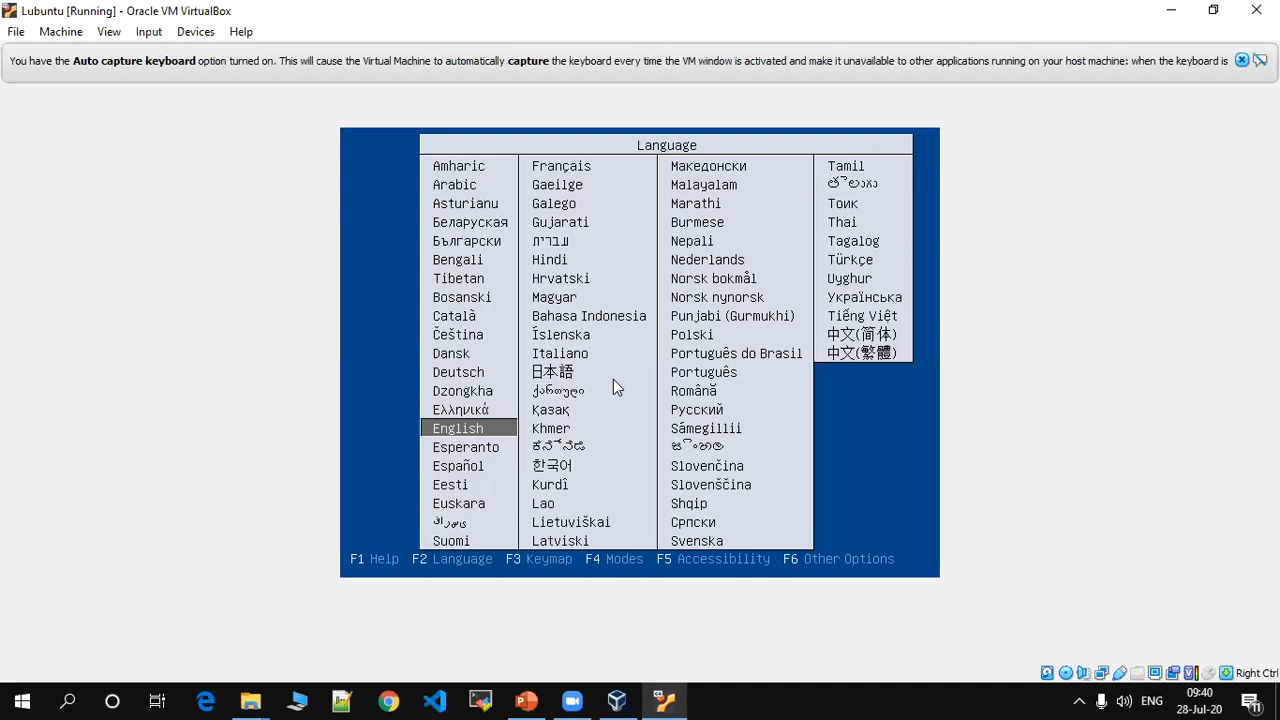 Lubuntu [Running] - Oracle VM VirtualBox
File Machine View Input Devices Help
You have the Auto capture keyboard option turned on. This will cause the Virtual Machine to automatically capture the keyboard every time the VM window is activated and make it unavailable to other applications running on your host machine: when the keyboard is
Language
Amharic
Arabic
Asturianu
Беларуская
Български
Bengali
Tibetan
Bosanski
Català
Čeština
Dansk
Deutsch
Dzongkha
Ελληνικά
English
Esperanto
Español
Eesti
Euskara
Suomi
Français
Gaeilge
Galego
Gujarati
עברית
Hindi
Hrvatski
Magyar
Bahasa Indonesia
Íslenska
Italiano
日本語
ქართული
Қазақ
Khmer
한국어
Kurdî
Lao
Lietuviškai
Latviski
Македонски
Malayalam
Marathi
Burmese
Nepali
Nederlands
Norsk bokmål
Norsk nynorsk
Punjabi (Gurmukhi)
Polski
Português do Brasil
Português
Română
Русский
Sámegillii
Slovenčina
Slovenščina
Shqip
Српски
Svenska
Tamil
Тоик
Thai
Tagalog
Türkçe
Uyghur
Українська
Tiếng Việt
中文(简体)
中文(繁體)
F1 Help F2 Language F3 Keymap F4 Modes F5 Accessibility F6 Other Options
Right Ctrl
ENG
09:40
28-Jul-20
11